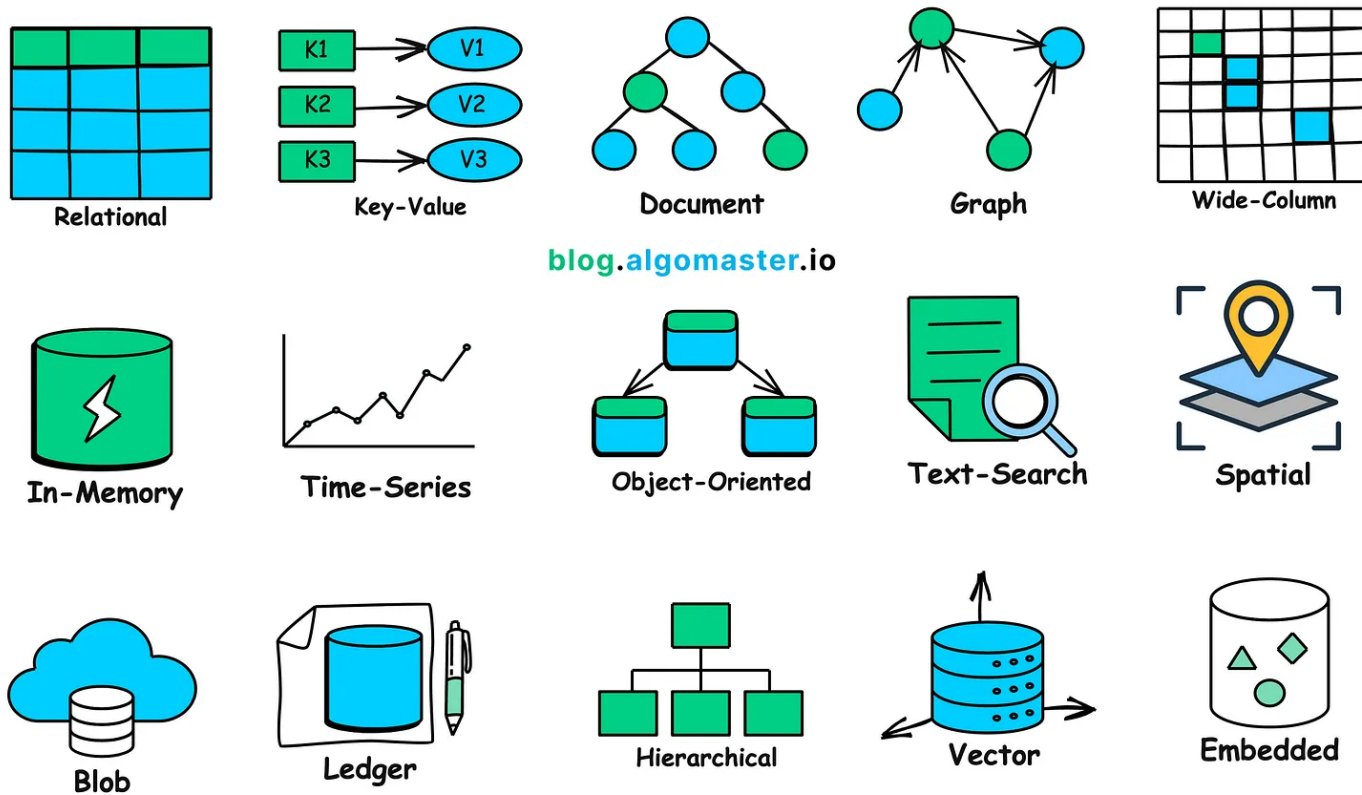 K1
V1
K2
V2
K3
V3
Relational
Key-Value
Document
Graph
Wide-Column
blog.algomaster.io
In-Memory
Time-Series
Object-Oriented
Text-Search
Spatial
Blob
Ledger
Hierarchical
Vector
Embedded